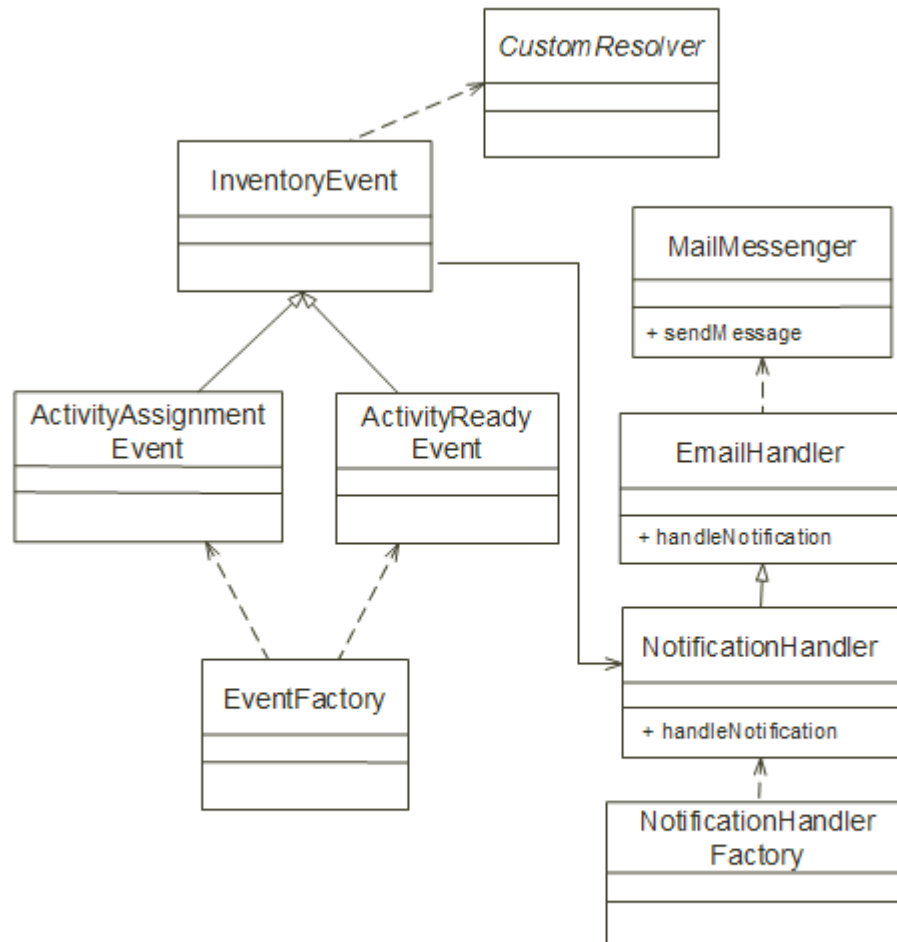 CustomResolver
InventoryEvent
MailMessenger
+ sendMessage
ActivityAssignment
Event
ActivityReady
Event
EmailHandler
+ handleNotification
NotificationHandler
+ handleNotification
EventFactory
NotificationHandler
Factory